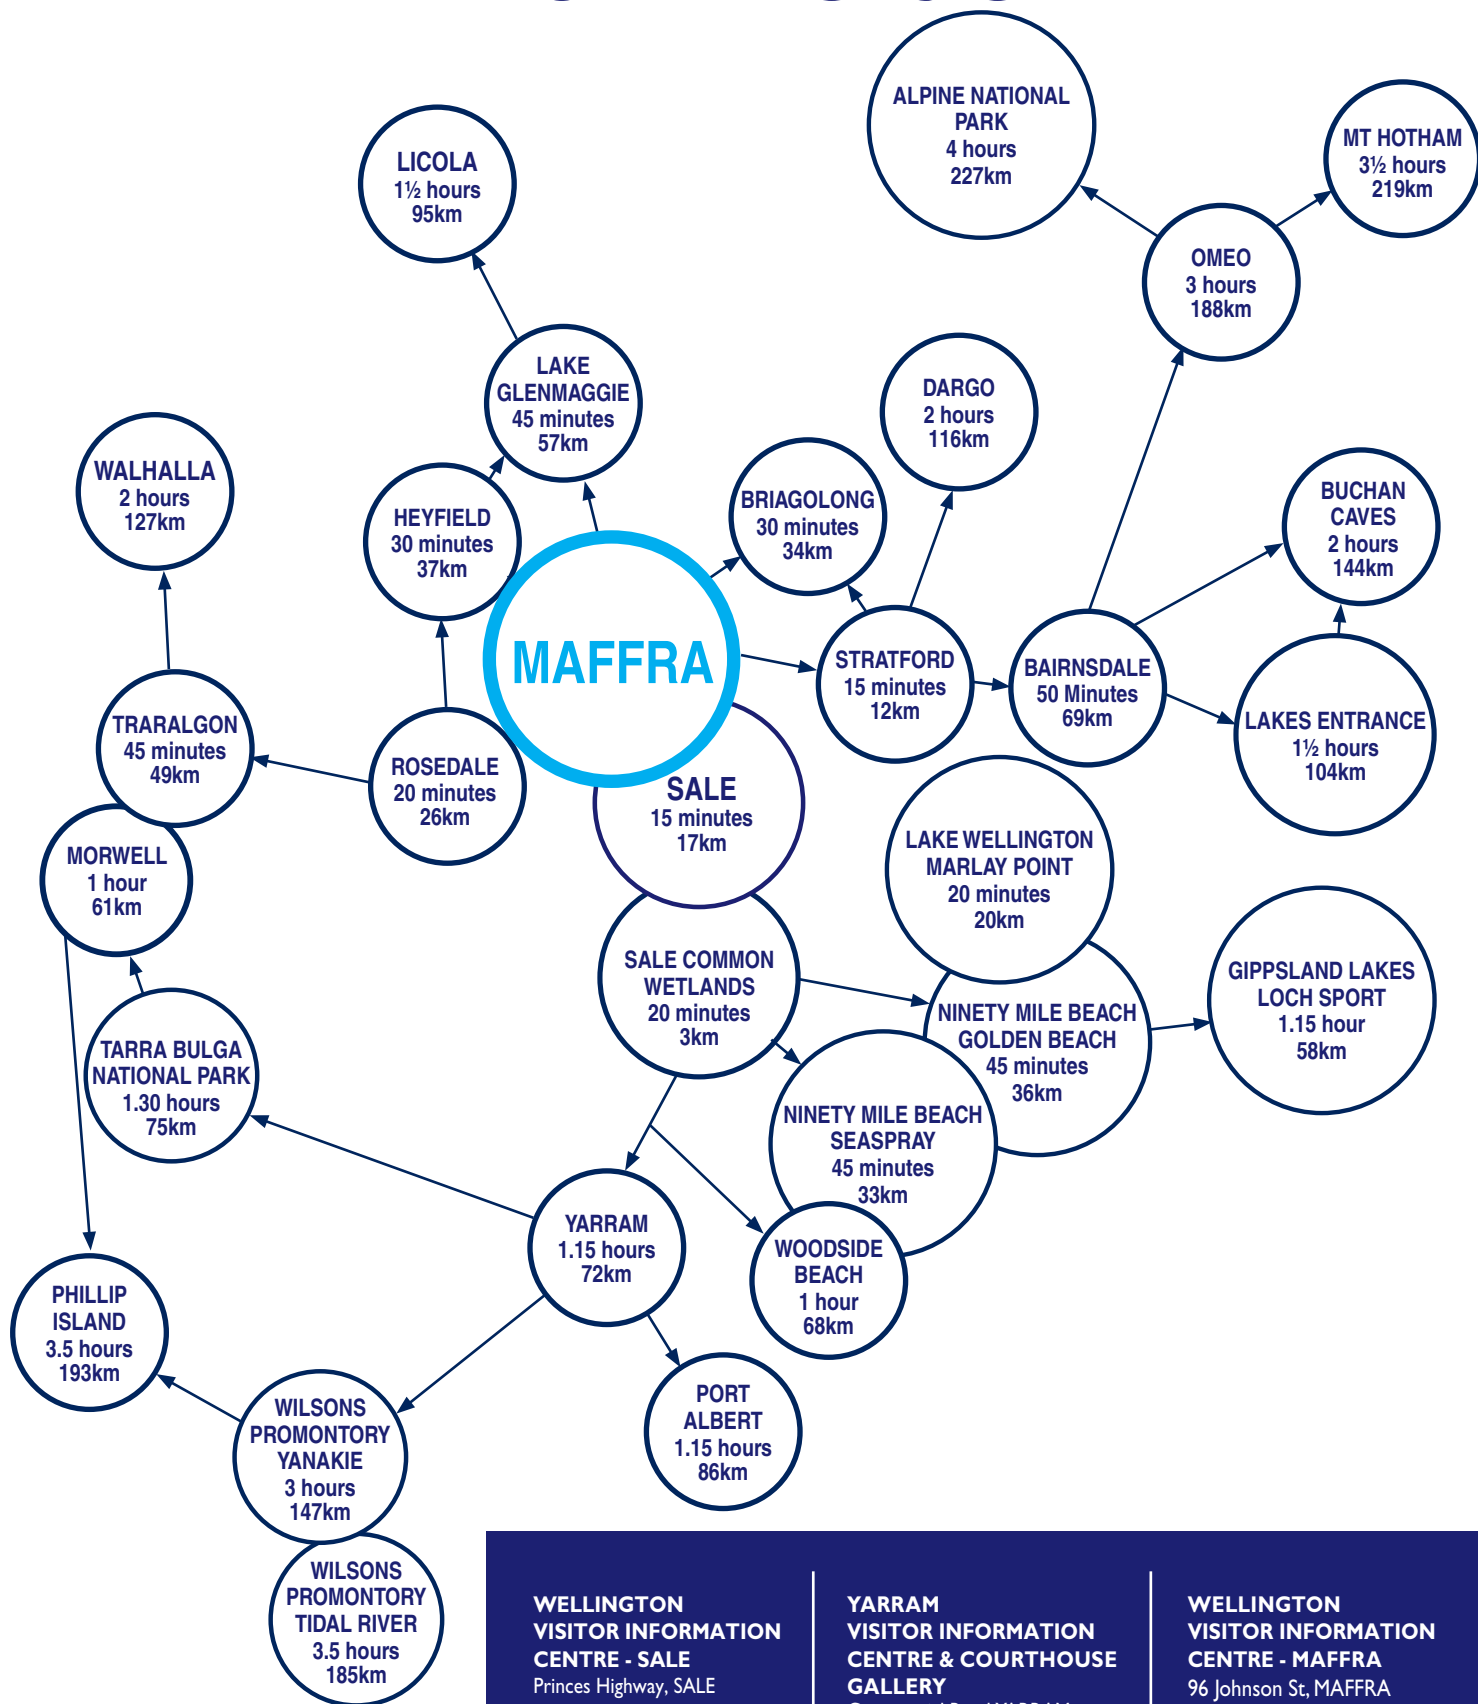 ALPINE NATIONAL
PARK
4 hours
227km
MT HOTHAM
3½ hours
219km
LICOLA
1½ hours
95km
OMEO
3 hours
188km
LAKE
GLENMAGGIE
45 minutes
57km
DARGO
2 hours
116km
WALHALLA
2 hours
127km
HEYFIELD
30 minutes
37km
BRIAGOLONG
30 minutes
34km
BUCHAN
CAVES
2 hours
144km
MAFFRA
STRATFORD
15 minutes
12km
BAIRNSDALE
50 Minutes
69km
LAKES ENTRANCE
1½ hours
104km
TRARALGON
45 minutes
49km
ROSEDALE
20 minutes
26km
SALE
15 minutes
17km
MORWELL
1 hour
61km
LAKE WELLINGTON
MARLAY POINT
20 minutes
20km
SALE COMMON
WETLANDS
20 minutes
3km
NINETY MILE BEACH
GOLDEN BEACH
45 minutes
36km
GIPPSLAND LAKES
LOCH SPORT
1.15 hour
58km
TARRA BULGA
NATIONAL PARK
1.30 hours
75km
NINETY MILE BEACH
SEASPRAY
45 minutes
33km
YARRAM
1.15 hours
72km
WOODSIDE
BEACH
1 hour
68km
PHILLIP
ISLAND
3.5 hours
193km
WILSONS
PROMONTORY
YANAKIE
3 hours
147km
PORT
ALBERT
1.15 hours
86km
WILSONS
PROMONTORY
TIDAL RIVER
3.5 hours
185km
WELLINGTON
VISITOR INFORMATION
CENTRE - SALE
Princes Highway, SALE
YARRAM
VISITOR INFORMATION
CENTRE & COURTHOUSE
GALLERY
WELLINGTON
VISITOR INFORMATION
CENTRE - MAFFRA
96 Johnson St, MAFFRA